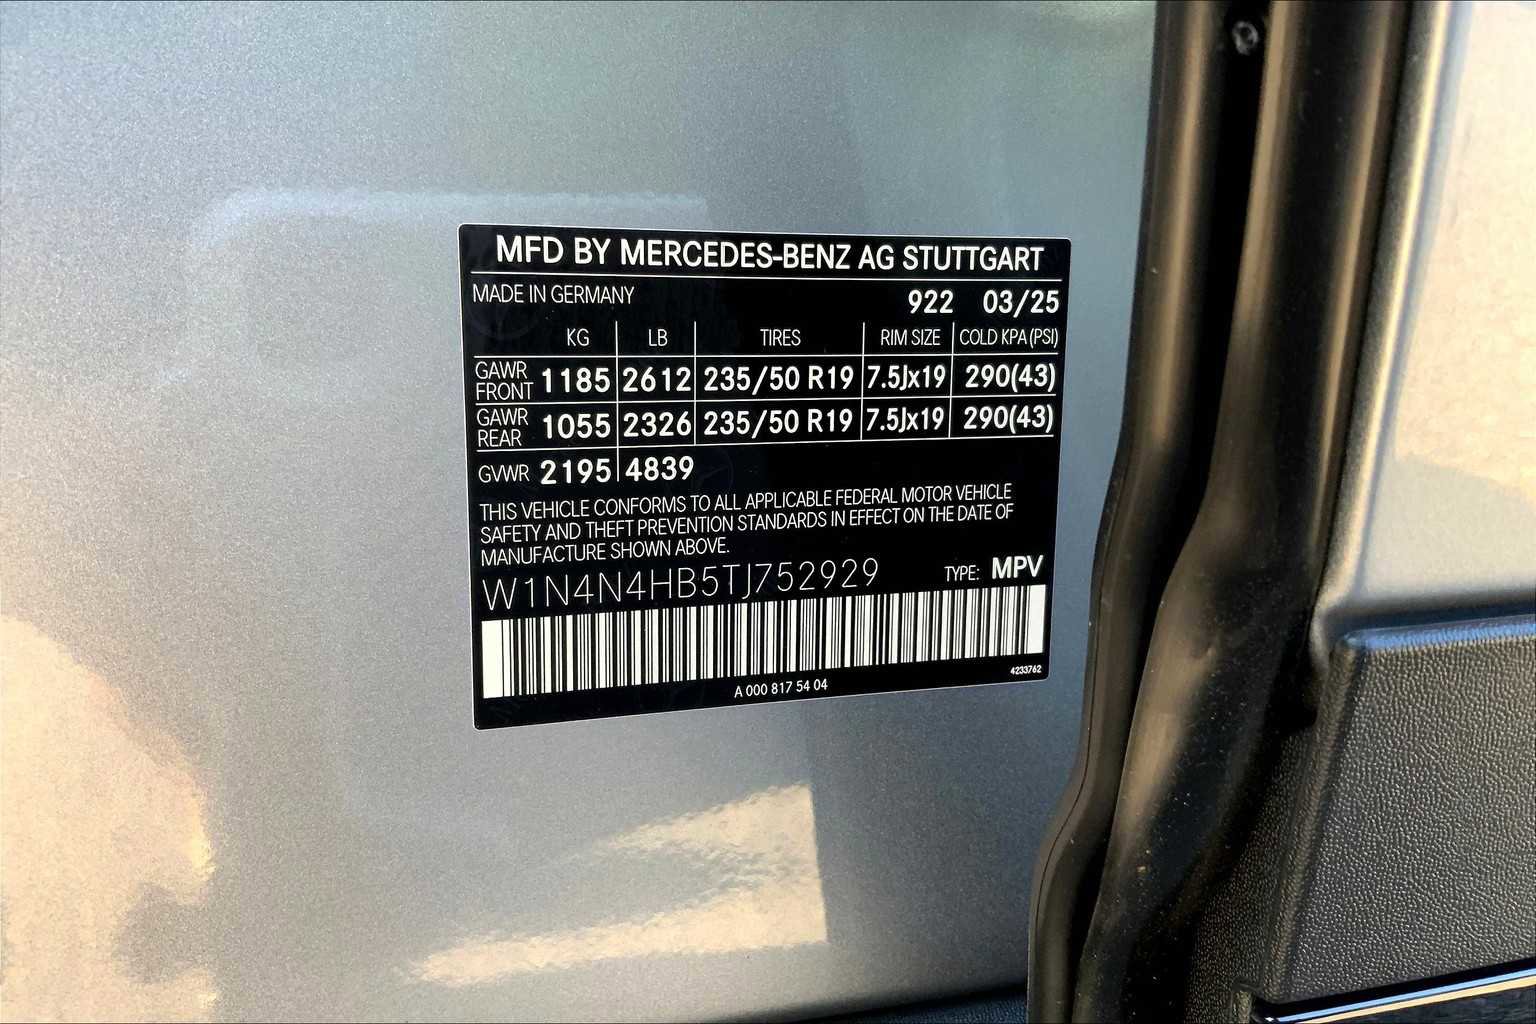 MFD BY MERCEDES-BENZ AG STUTTGART
MADE IN GERMANY 922 03/25
KG LB TIRES RIM SIZE COLD KPA (PSI)
GAWR FRONT 1185 2612 235/50 R19 7.5Jx19 290(43)
GAWR REAR 1055 2326 235/50 R19 7.5Jx19 290(43)
GVWR 2195 4839
THIS VEHICLE CONFORMS TO ALL APPLICABLE FEDERAL MOTOR VEHICLE
SAFETY AND THEFT PREVENTION STANDARDS IN EFFECT ON THE DATE OF
MANUFACTURE SHOWN ABOVE.
W1N4N4HB5TJ752929 TYPE: MPV
4233762
A 000 817 54 04